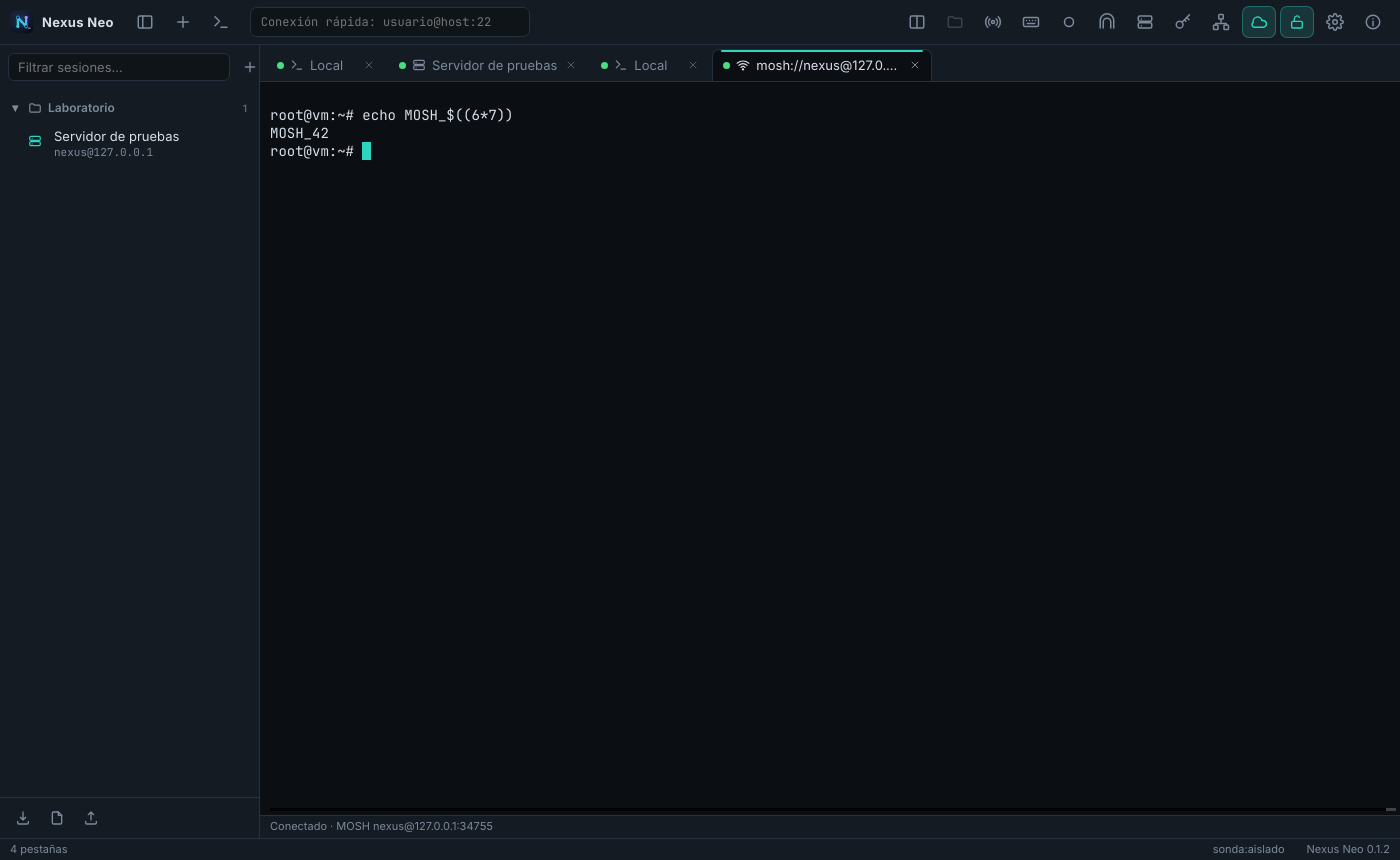 Nexus Neo
Conexión rápida: usuario@host:22
Filtrar sesiones...
Local
Servidor de pruebas
Local
mosh://nexus@127.0....
Laboratorio 1
Servidor de pruebas
nexus@127.0.0.1
root@vm:~# echo MOSH_$((6*7))
MOSH_42
root@vm:~#
Conectado · MOSH nexus@127.0.0.1:34755
4 pestañas
sonda:aislado
Nexus Neo 0.1.2